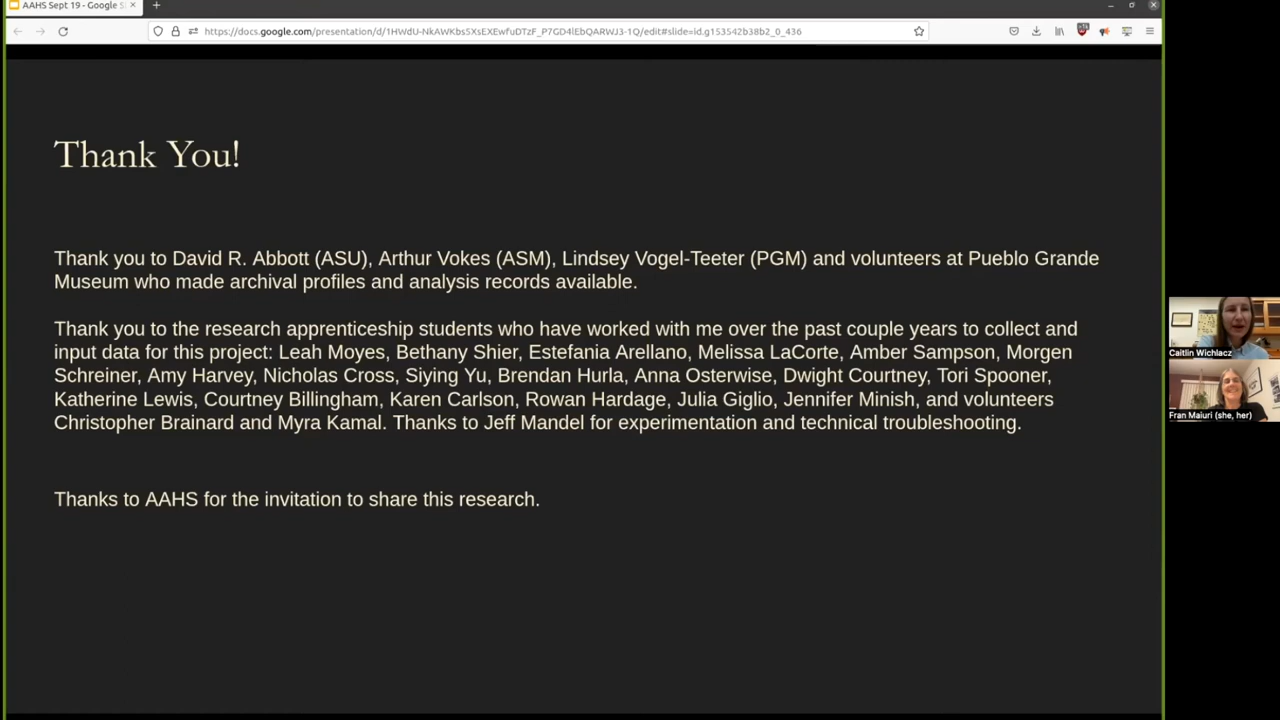 AAHS Sept 19 - Google S
https://docs.google.com/presentation/d/1HWdU-NkAWKbs5XsEXEwfuDTzF_P7GD4lEbQARWJ3-1Q/edit#slide=id.g153542b38b2_0_436
Thank You!
Thank you to David R. Abbott (ASU), Arthur Vokes (ASM), Lindsey Vogel-Teeter (PGM) and volunteers at Pueblo Grande
Museum who made archival profiles and analysis records available.
Thank you to the research apprenticeship students who have worked with me over the past couple years to collect and
input data for this project: Leah Moyes, Bethany Shier, Estefania Arellano, Melissa LaCorte, Amber Sampson, Morgen
Schreiner, Amy Harvey, Nicholas Cross, Siying Yu, Brendan Hurla, Anna Osterwise, Dwight Courtney, Tori Spooner,
Katherine Lewis, Courtney Billingham, Karen Carlson, Rowan Hardage, Julia Giglio, Jennifer Minish, and volunteers
Christopher Brainard and Myra Kamal. Thanks to Jeff Mandel for experimentation and technical troubleshooting.
Thanks to AAHS for the invitation to share this research.
Caitlin Wichlacz
Fran Maiuri (she, her)